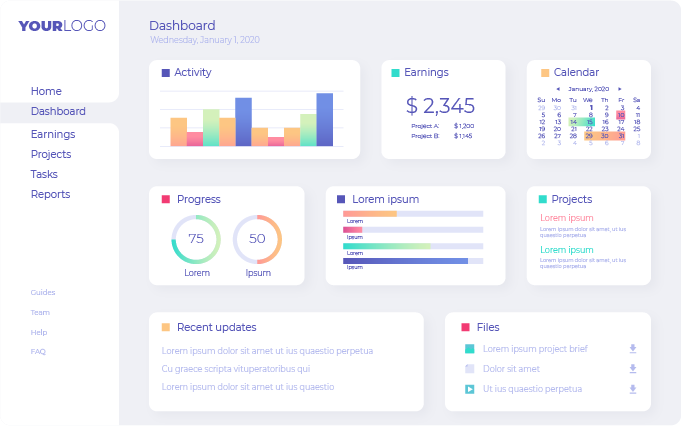 YOURLOGO
Home
Dashboard
Earnings
Projects
Tasks
Reports
Guides
Team
Help
FAQ
Dashboard
Wednesday, January 1, 2020
Activity
Earnings
$ 2,345
Project A: $1,200
Project B: $1,145
Calendar
January, 2020
Su Mo Tu We Th Fr Sa
29 30 31 1 2 3 4
5 6 7 8 9 10 11
12 13 14 15 16 17 18
19 20 21 22 23 24 25
26 27 28 29 30 31 1
2 3 4 5 6 7 8
Progress
75
50
Lorem
Ipsum
Lorem ipsum
Lorem
Ipsum
Lorem
Ipsum
Projects
Lorem ipsum
Lorem ipsum dolor sit amet, ut ius
quaestio perpetua
Lorem ipsum
Lorem ipsum dolor sit amet, ut ius
quaestio perpetua
Recent updates
Lorem ipsum dolor sit amet ut ius quaestio perpetua
Cu graece scripta vituperatoribus qui
Lorem ipsum dolor sit amet ut ius quaestio
Files
Lorem ipsum project brief
Dolor sit amet
Ut ius quaestio perpetua